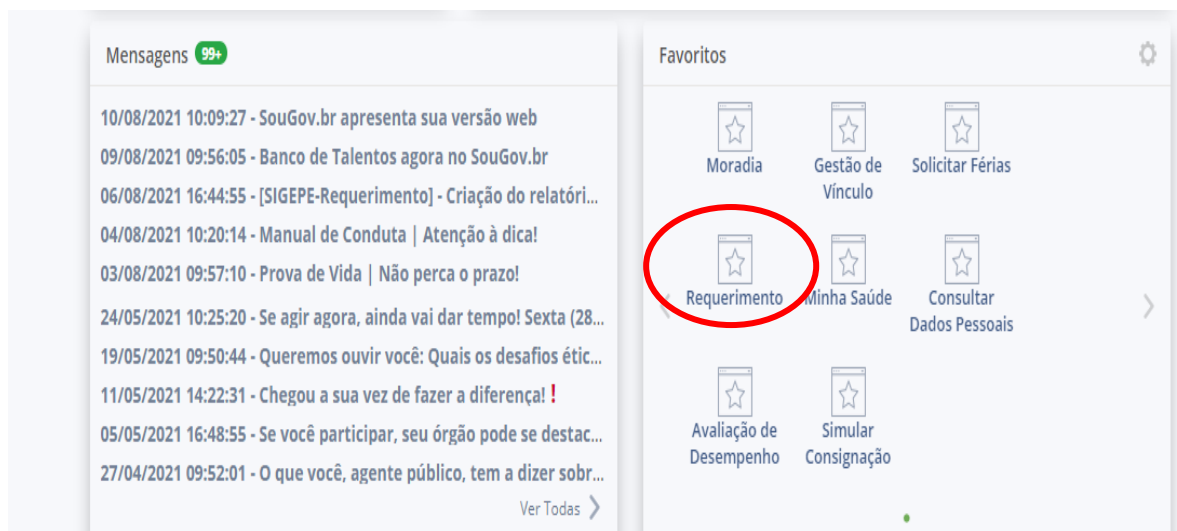 Mensagens 99+
10/08/2021 10:09:27 - SouGov.br apresenta sua versão web
09/08/2021 09:56:05 - Banco de Talentos agora no SouGov.br
06/08/2021 16:44:55 - [SIGEPE-Requerimento] - Criação do relatóri...
04/08/2021 10:20:14 - Manual de Conduta | Atenção à dica!
03/08/2021 09:57:10 - Prova de Vida | Não perca o prazo!
24/05/2021 10:25:20 - Se agir agora, ainda vai dar tempo! Sexta (28...
19/05/2021 09:50:44 - Queremos ouvir você: Quais os desafios étic...
11/05/2021 14:22:31 - Chegou a sua vez de fazer a diferença! !
05/05/2021 16:48:55 - Se você participar, seu órgão pode se destac...
27/04/2021 09:52:01 - O que você, agente público, tem a dizer sobr...
Ver Todas
Favoritos
Moradia
Gestão de
Vínculo
Solicitar Férias
Requerimento
Minha Saúde
Consultar
Dados Pessoais
Avaliação de
Desempenho
Simular
Consignação